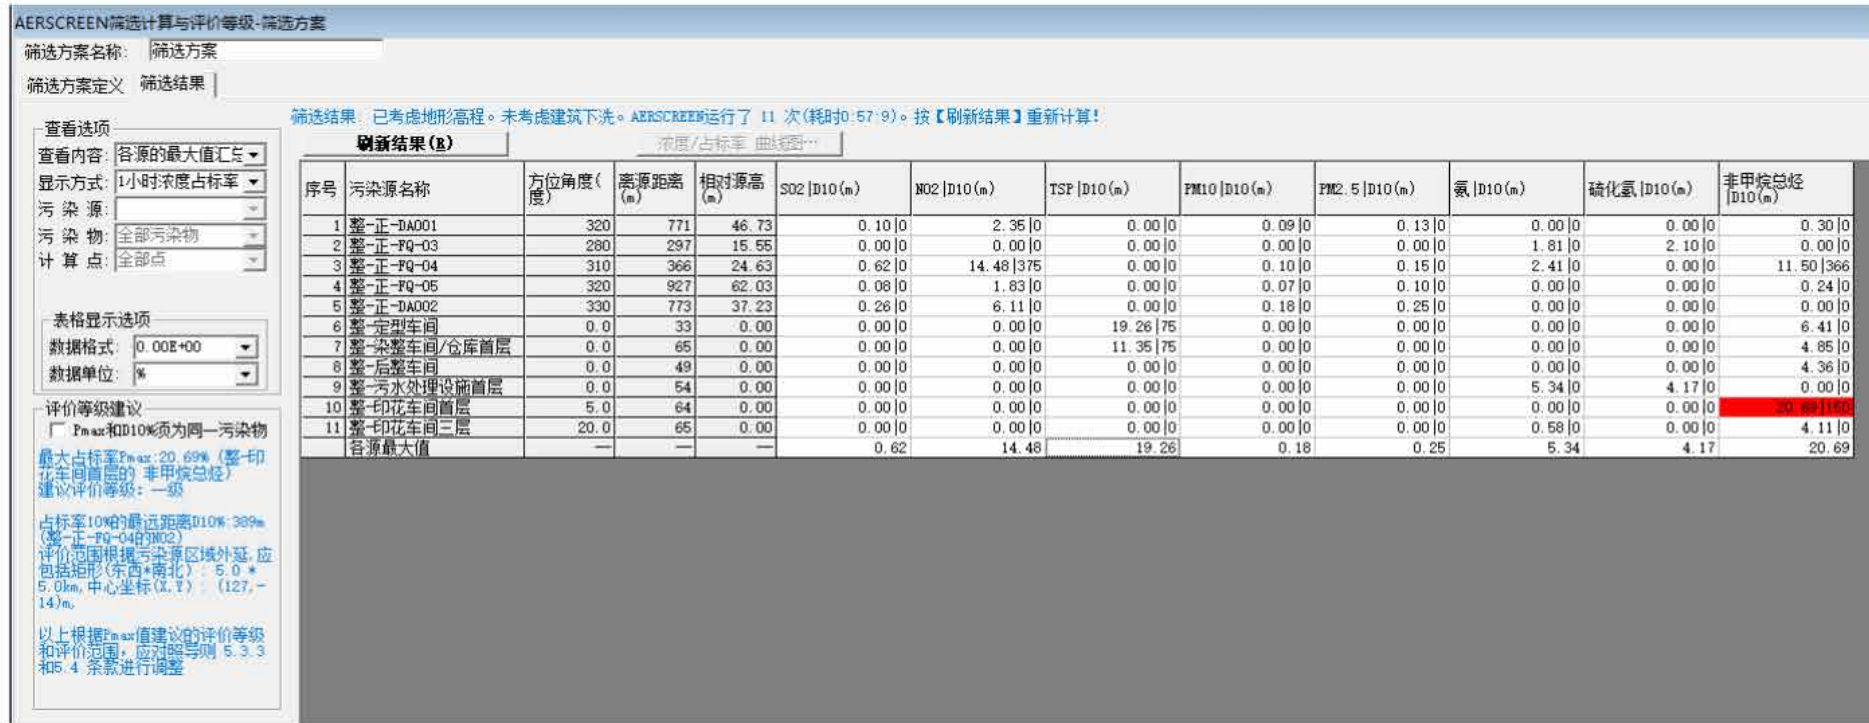 AERSCREEN筛选计算与评价等级-筛选方案
筛选方案名称: 筛选方案
筛选方案定义 筛选结果
筛选结果: 已考虑地形高程。未考虑建筑下洗。AERSCREEN运行了 11 次(耗时0:57:9)。按【刷新结果】重新计算!
刷新结果(R) 浓度/占标率 曲线图…
查看选项
查看内容: 各源的最大值汇总
显示方式: 1小时浓度占标率
污 染 源:
污 染 物: 全部污染物
计 算 点: 全部点
表格显示选项
数据格式: 0.00E+00
数据单位: %
评价等级建议
Pmax和D10%须为同一污染物
最大占标率Pmax:20.69% (整-印
花车间首层的 非甲烷总烃)
建议评价等级: 一级
占标率10%的最远距离D10%:389m
(整-正-FQ-04的NO2)
评价范围根据污染源区域外延,应
包括矩形(东西*南北): 5.0 *
5.0km,中心坐标(X,Y): (127,-
14)m。
以上根据Pmax值建议的评价等级
和评价范围,应对照导则 5.3.3
和5.4 条款进行调整
序号 污染源名称 方位角度(度) 离源距离(m) 相对源高(m) SO2|D10(m) NO2|D10(m) TSP|D10(m) PM10|D10(m) PM2.5|D10(m) 氨|D10(m) 硫化氢|D10(m) 非甲烷总烃|D10(m)
1 整-正-DA001 320 771 46.73 0.10|0 2.35|0 0.00|0 0.09|0 0.13|0 0.00|0 0.00|0 0.30|0
2 整-正-FQ-03 280 297 15.55 0.00|0 0.00|0 0.00|0 0.00|0 0.00|0 1.81|0 2.10|0 0.00|0
3 整-正-FQ-04 310 366 24.63 0.62|0 14.48|375 0.00|0 0.10|0 0.15|0 2.41|0 0.00|0 11.50|366
4 整-正-FQ-05 320 927 62.03 0.08|0 1.83|0 0.00|0 0.07|0 0.10|0 0.00|0 0.00|0 0.24|0
5 整-正-DA002 330 773 37.23 0.26|0 6.11|0 0.00|0 0.18|0 0.25|0 0.00|0 0.00|0 0.00|0
6 整-定型车间 0.0 33 0.00 0.00|0 0.00|0 19.26|75 0.00|0 0.00|0 0.00|0 0.00|0 6.41|0
7 整-染整车间/仓库首层 0.0 65 0.00 0.00|0 0.00|0 11.35|75 0.00|0 0.00|0 0.00|0 0.00|0 4.85|0
8 整-后整车间 0.0 49 0.00 0.00|0 0.00|0 0.00|0 0.00|0 0.00|0 0.00|0 0.00|0 4.36|0
9 整-污水处理设施首层 0.0 54 0.00 0.00|0 0.00|0 0.00|0 0.00|0 0.00|0 5.34|0 4.17|0 0.00|0
10 整-印花车间首层 5.0 64 0.00 0.00|0 0.00|0 0.00|0 0.00|0 0.00|0 0.00|0 0.00|0 20.69|150
11 整-印花车间三层 20.0 65 0.00 0.00|0 0.00|0 0.00|0 0.00|0 0.00|0 0.58|0 0.00|0 4.11|0
各源最大值 — — — 0.62 14.48 19.26 0.18 0.25 5.34 4.17 20.69